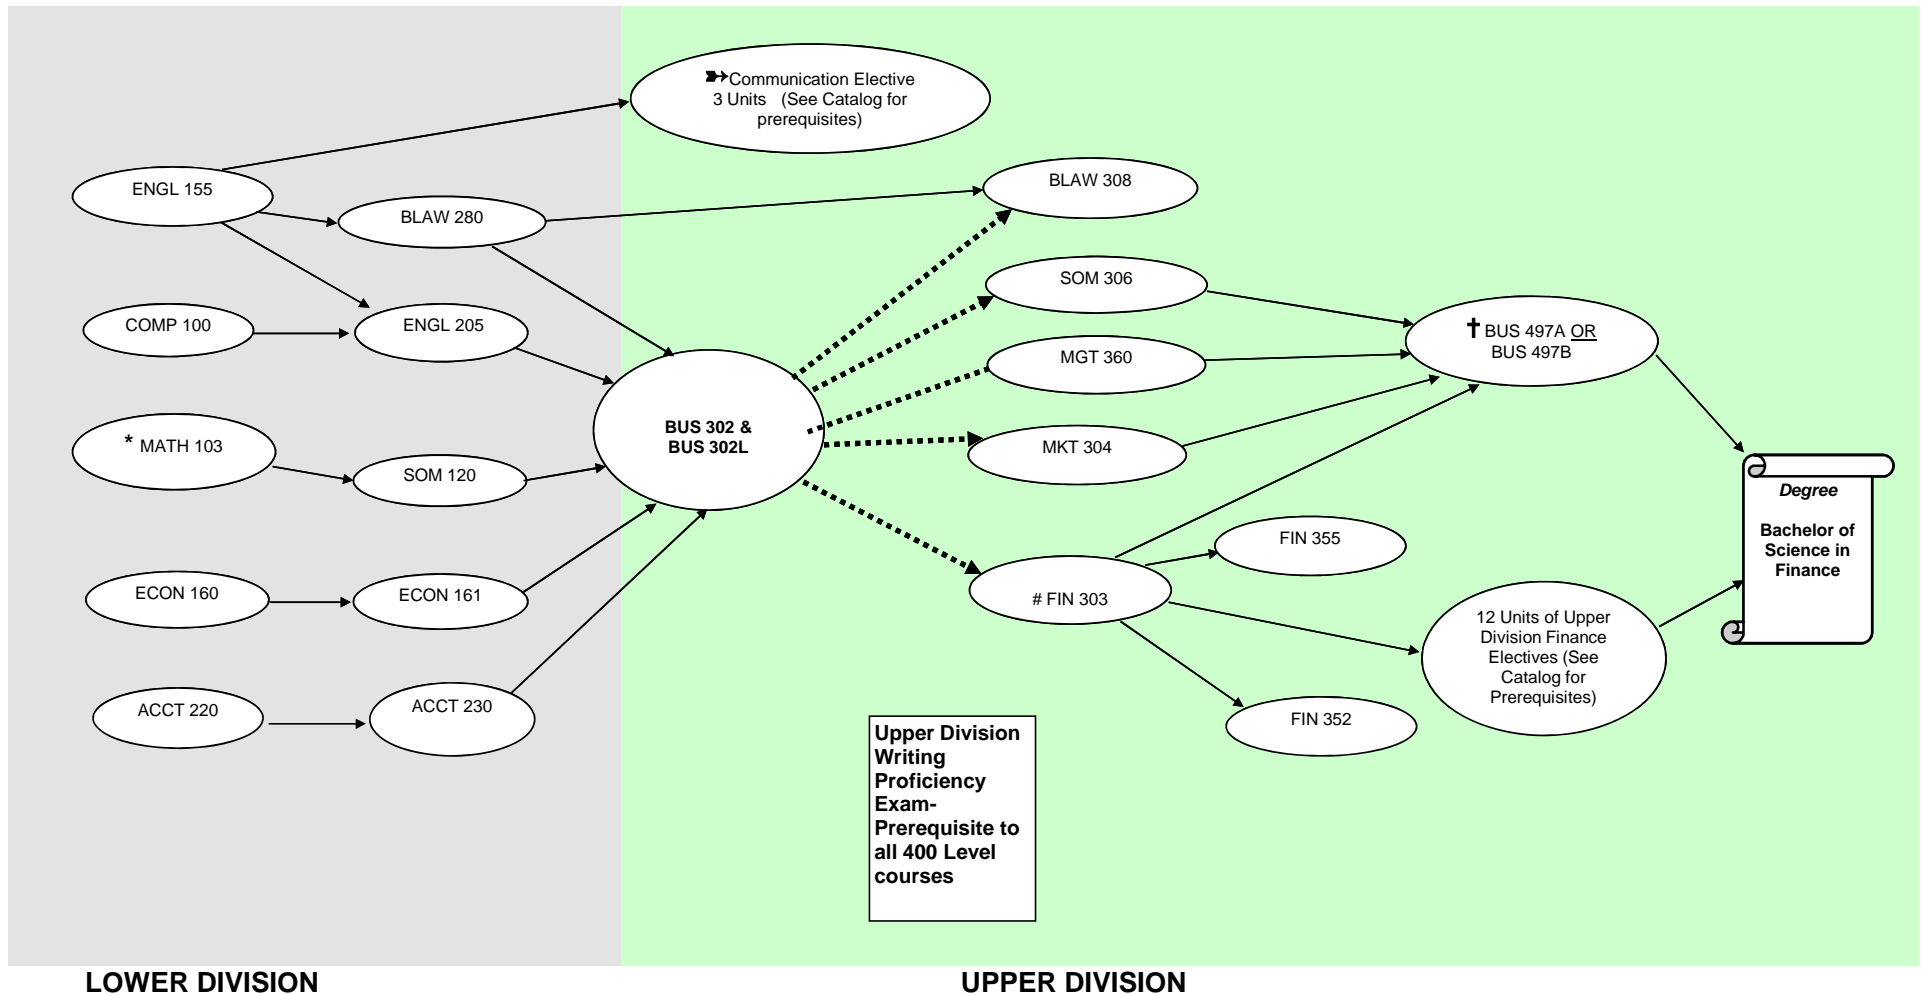 ➽Communication Elective
3 Units (See Catalog for
prerequisites)
ENGL 155
BLAW 280
BLAW 308
COMP 100
ENGL 205
SOM 306
MGT 360
✝BUS 497A OR
BUS 497B
* MATH 103
SOM 120
BUS 302 &
BUS 302L
MKT 304
ECON 160
ECON 161
# FIN 303
FIN 355
ACCT 220
ACCT 230
FIN 352
12 Units of Upper
Division Finance
Electives (See
Catalog for
Prerequisites)
Degree
Bachelor of
Science in
Finance
Upper Division
Writing
Proficiency
Exam-
Prerequisite to
all 400 Level
courses
LOWER DIVISION
UPPER DIVISION